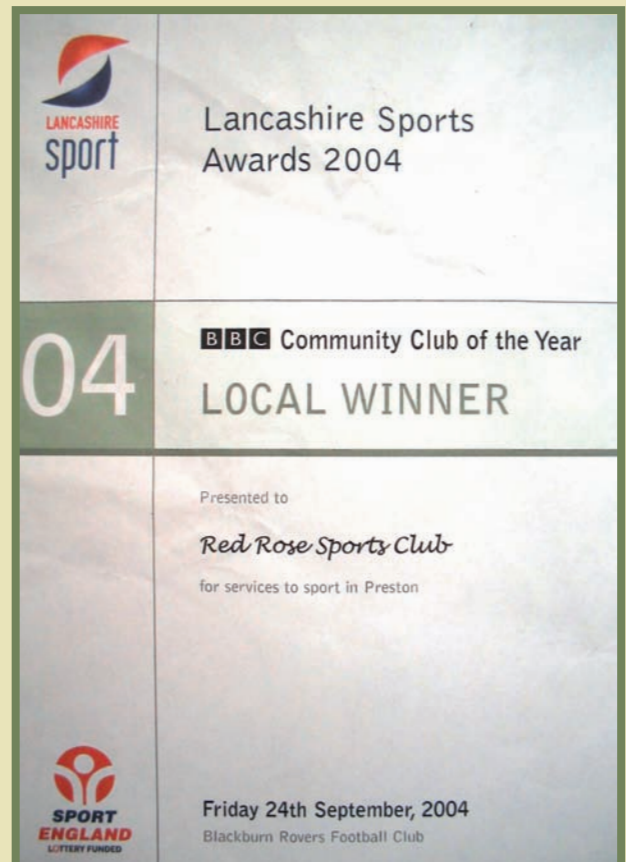 LANCASHIRE
sport
Lancashire Sports
Awards 2004
04
BBC Community Club of the Year
LOCAL WINNER
Presented to
Red Rose Sports Club
for services to sport in Preston
SPORT
ENGLAND
LOTTERY FUNDED
Friday 24th September, 2004
Blackburn Rovers Football Club